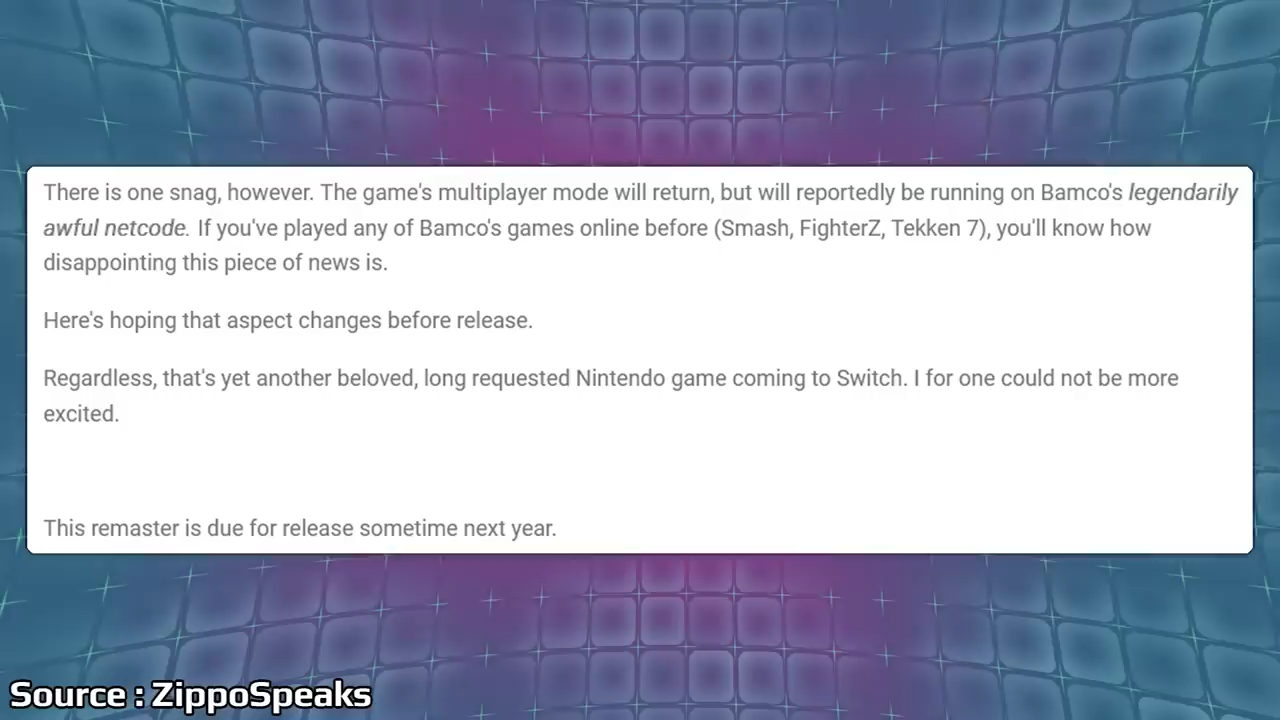 There is one snag, however. The game's multiplayer mode will return, but will reportedly be running on Bamco's legendarily
awful netcode. If you've played any of Bamco's games online before (Smash, FighterZ, Tekken 7), you'll know how
disappointing this piece of news is.
Here's hoping that aspect changes before release.
Regardless, that's yet another beloved, long requested Nintendo game coming to Switch. I for one could not be more
excited.
This remaster is due for release sometime next year.
Source : ZippoSpeaks